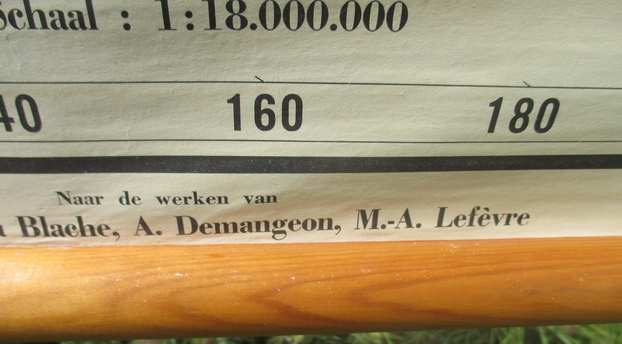 Schaal : 1:18.000.000
40 160 180
Naar de werken van
Blache, A. Demangeon, M.-A. Lefèvre